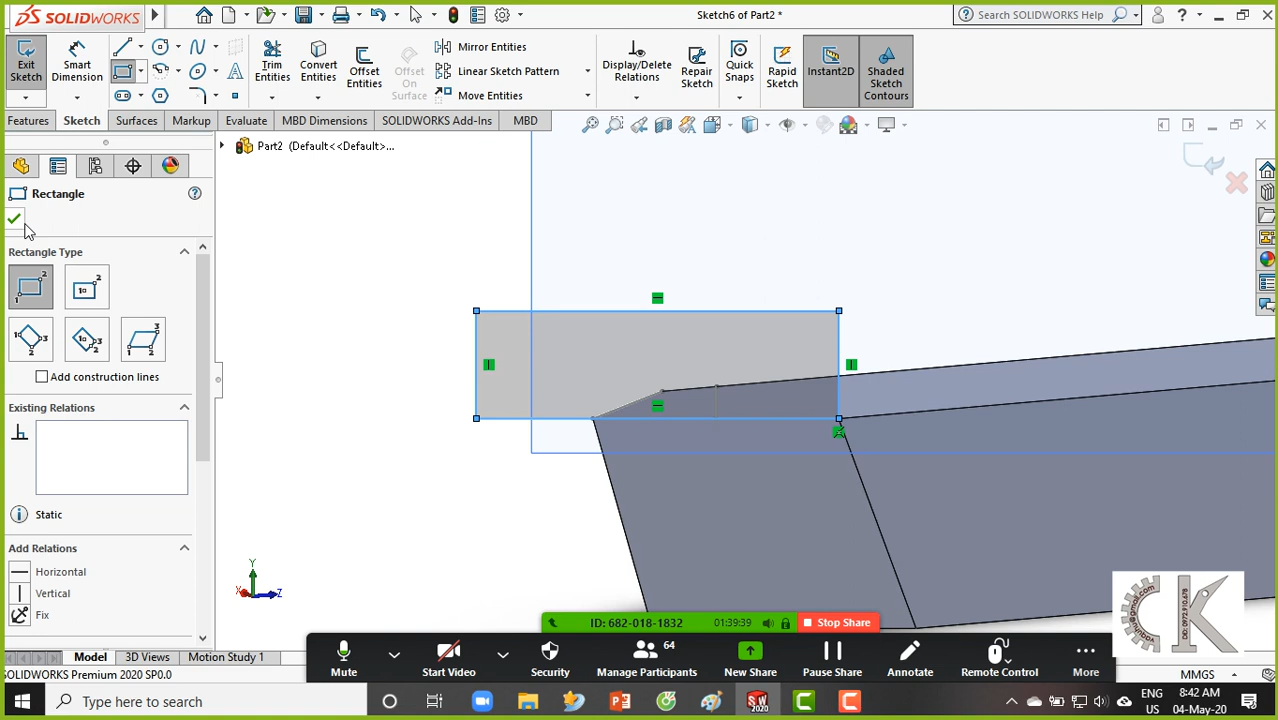 SOLIDWORKS
Sketch6 of Part2 *
Search SOLIDWORKS Help
Exit Sketch
Smart Dimension
Trim Entities
Convert Entities
Offset Entities
Offset On Surface
Mirror Entities
Linear Sketch Pattern
Move Entities
Display/Delete Relations
Repair Sketch
Quick Snaps
Rapid Sketch
Instant2D
Shaded Sketch Contours
Features
Sketch
Surfaces
Markup
Evaluate
MBD Dimensions
SOLIDWORKS Add-Ins
MBD
Part2 (Default<<Default>...
Rectangle
Rectangle Type
Add construction lines
Existing Relations
Static
Add Relations
Horizontal
Vertical
Fix
Y
X
Z
ID: 682-018-1832
01:39:39
Stop Share
Mute
Start Video
Security
64
Manage Participants
New Share
Pause Share
Annotate
Remote Control
More
Model
3D Views
Motion Study 1
SOLIDWORKS Premium 2020 SP0.0
MMGS
Type here to search
ENG
US
8:42 AM
04-May-20